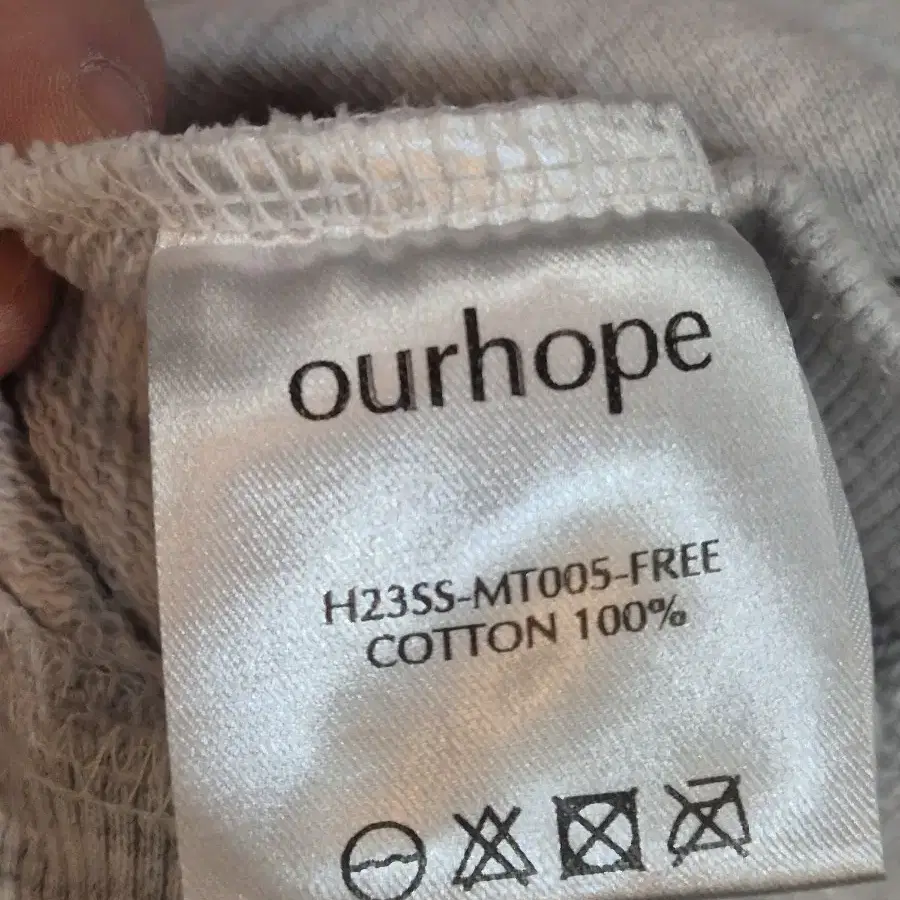 ourhope
H23SS-MT005-FREE
COTTON 100%